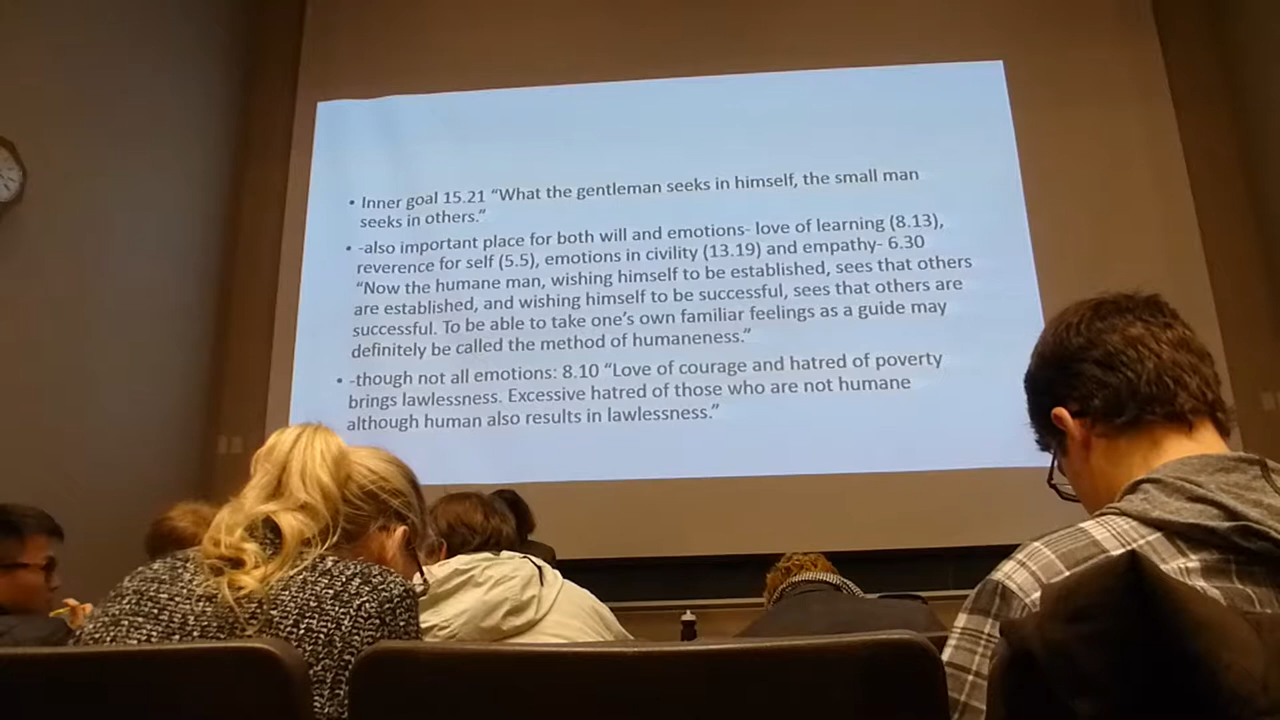 • Inner goal 15.21 “What the gentleman seeks in himself, the small man
seeks in others.”
• -also important place for both will and emotions- love of learning (8.13),
reverence for self (5.5), emotions in civility (13.19) and empathy- 6.30
“Now the humane man, wishing himself to be established, sees that others
are established, and wishing himself to be successful, sees that others are
successful. To be able to take one’s own familiar feelings as a guide may
definitely be called the method of humaneness.”
• -though not all emotions: 8.10 “Love of courage and hatred of poverty
brings lawlessness. Excessive hatred of those who are not humane
although human also results in lawlessness.”